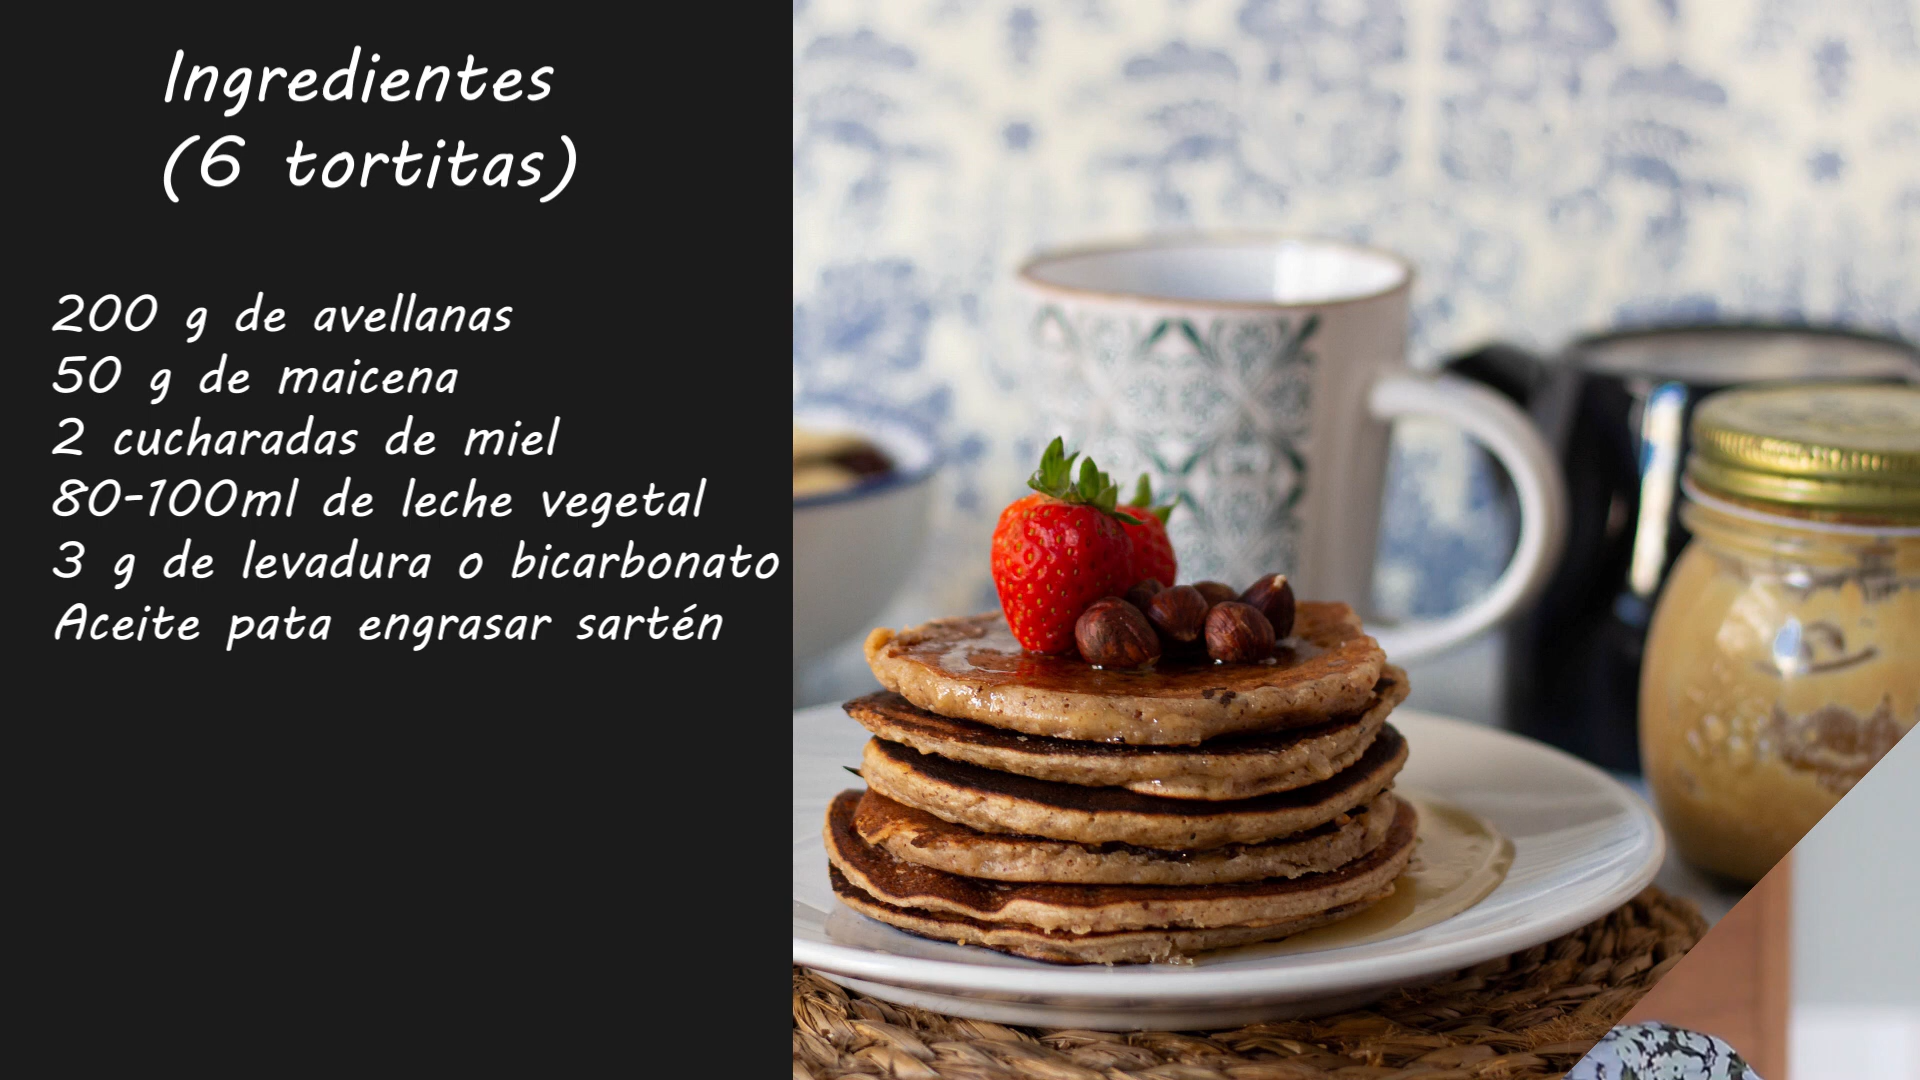 Ingredientes
(6 tortitas)
200 g de avellanas
50 g de maicena
2 cucharadas de miel
80-100ml de leche vegetal
3 g de levadura o bicarbonato
Aceite pata engrasar sartén